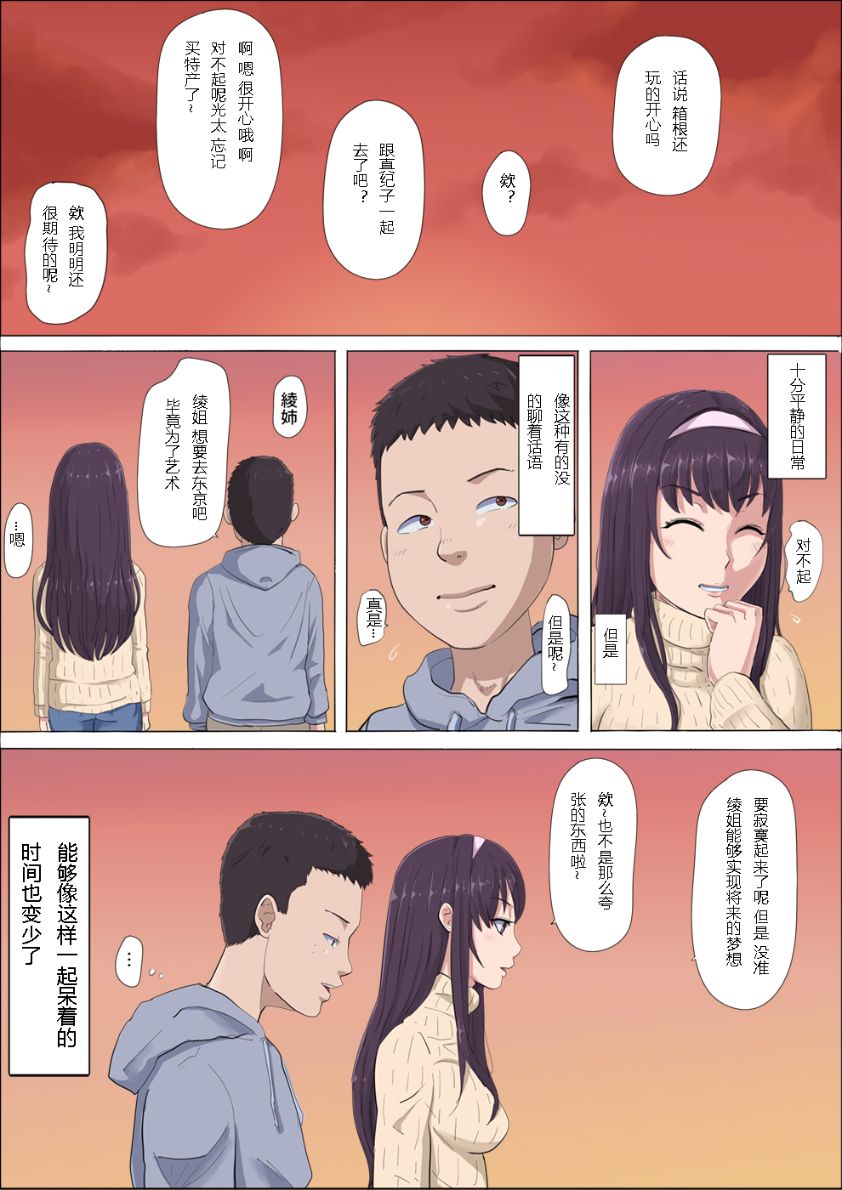 话说 箱根还
玩的开心吗
欸?
跟真纪子一起
去了吧?
啊 嗯 很开心哦 啊
对不起呢光太 忘记
买特产了~
欸 我明明还
很期待的呢~
十分平静的日常
对不起
但是
像这种有的没
的聊着话语
但是呢~
真是…
綾姉
绫姐 想要去东京吧
毕竟为了艺术
…嗯
要寂寞起来了呢 但是 没准
绫姐能够实现将来的梦想
欸~也不是那么夸
张的东西啦~
…
能够像这样一起呆着的
时间也变少了